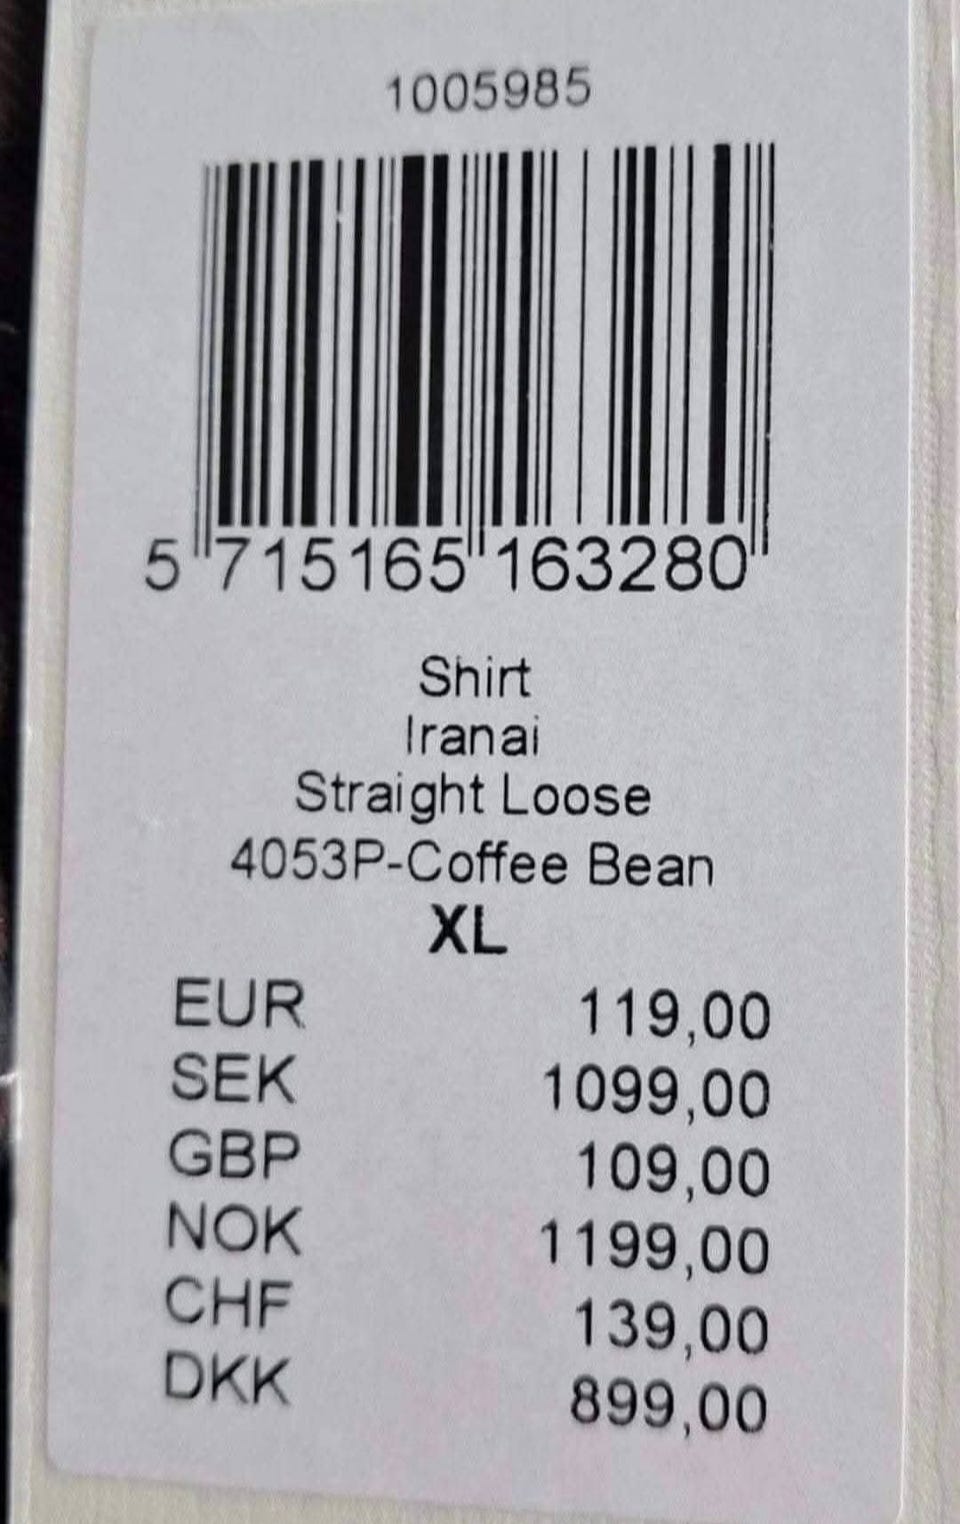 1005985
5 715165 163280
Shirt
Iranai
Straight Loose
4053P-Coffee Bean
XL
EUR 119,00
SEK 1099,00
GBP 109,00
NOK 1199,00
CHF 139,00
DKK 899,00